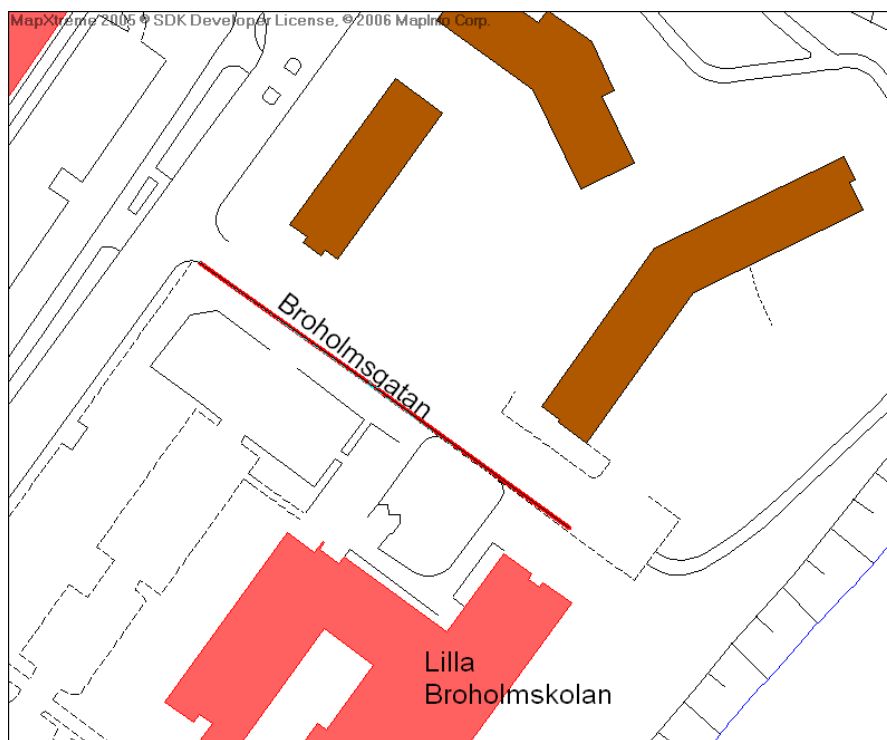 MapXtreme 2005 ® SDK Developer License, © 2006 MapInfo Corp.
Broholmsgatan
Lilla
Broholmskolan